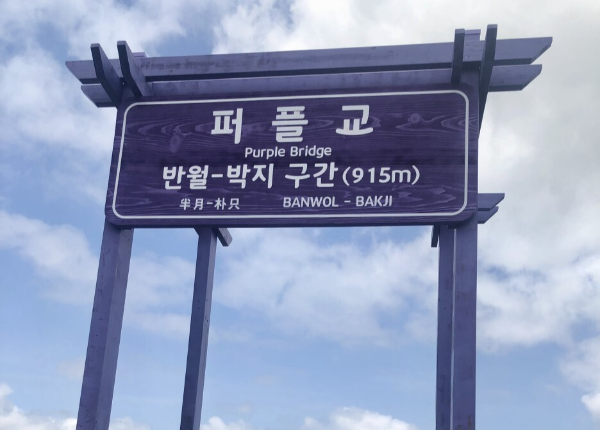 퍼플교
Purple Bridge
반월-박지 구간(915m)
半月-朴只 BANWOL - BAKJI